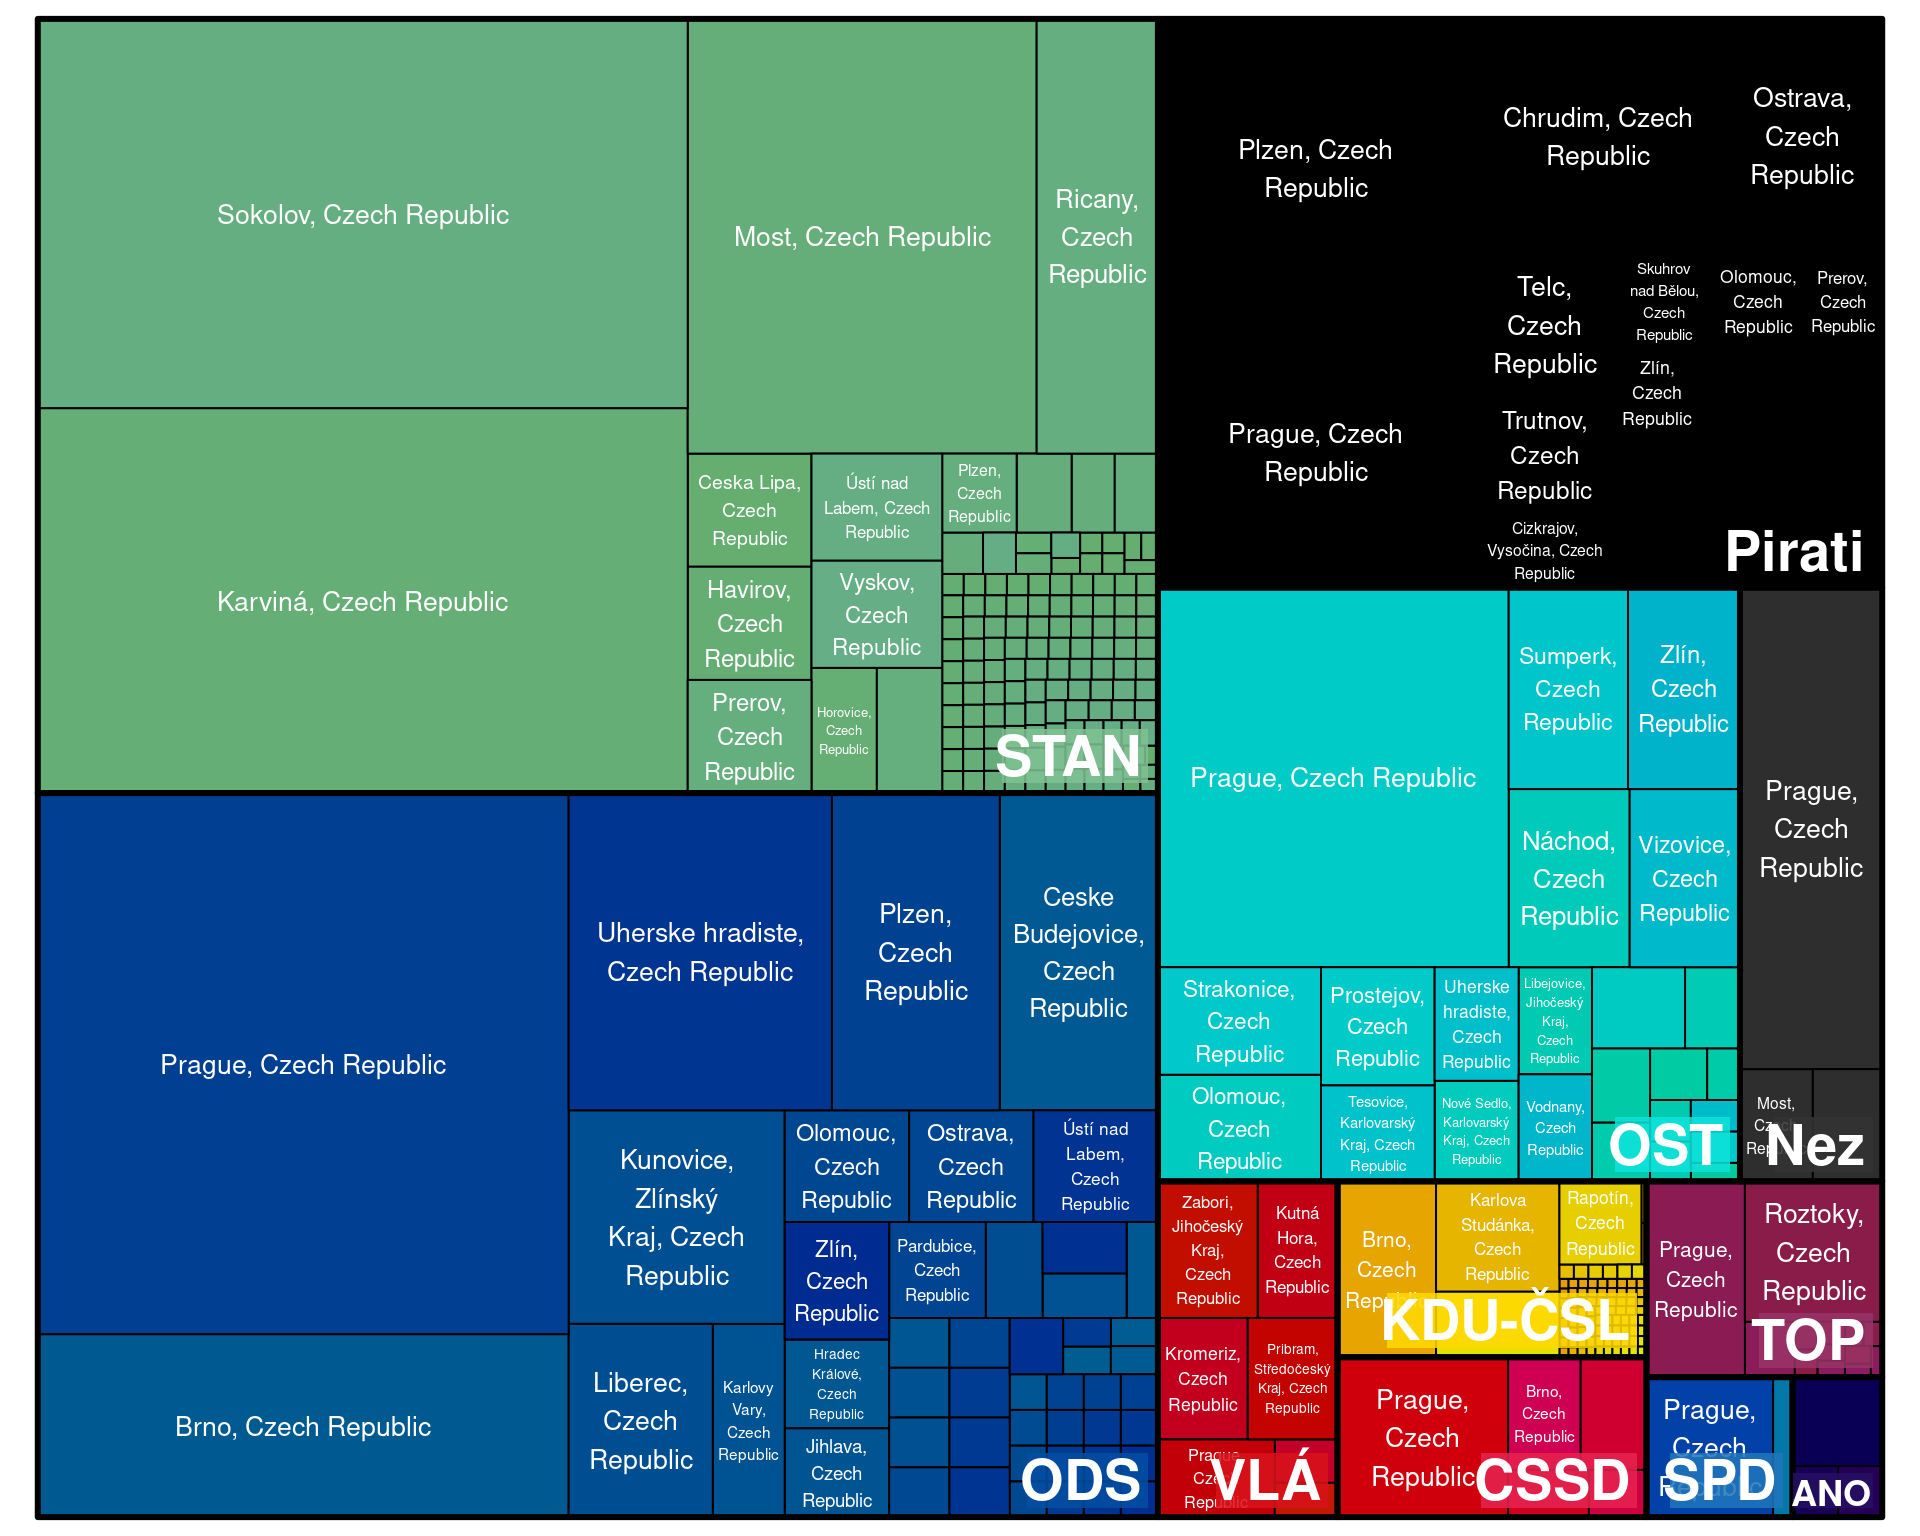 Sokolov, Czech Republic
Karviná, Czech Republic
Most, Czech Republic
Ricany,
Czech
Republic
Ceska Lipa,
Czech
Republic
Havirov,
Czech
Republic
Prerov,
Czech
Republic
Ústí nad
Labem, Czech
Republic
Vyskov,
Czech
Republic
Horovice,
Czech
Republic
Plzen,
Czech
Republic
STAN
Plzen, Czech
Republic
Prague, Czech
Republic
Chrudim, Czech
Republic
Ostrava,
Czech
Republic
Telc,
Czech
Republic
Trutnov,
Czech
Republic
Cizkrajov,
Vysočina, Czech
Republic
Skuhrov
nad Bělou,
Czech
Republic
Zlín,
Czech
Republic
Olomouc,
Czech
Republic
Prerov,
Czech
Republic
Pirati
Prague, Czech Republic
Brno, Czech Republic
Uherske hradiste,
Czech Republic
Plzen,
Czech
Republic
Ceske
Budejovice,
Czech
Republic
Kunovice,
Zlínský
Kraj, Czech
Republic
Liberec,
Czech
Republic
Karlovy
Vary,
Czech
Republic
Olomouc,
Czech
Republic
Ostrava,
Czech
Republic
Ústí nad
Labem,
Czech
Republic
Zlín,
Czech
Republic
Pardubice,
Czech
Republic
Hradec
Králové,
Czech
Republic
Jihlava,
Czech
Republic
ODS
Prague, Czech Republic
Sumperk,
Czech
Republic
Zlín,
Czech
Republic
Náchod,
Czech
Republic
Vizovice,
Czech
Republic
Strakonice,
Czech
Republic
Olomouc,
Czech
Republic
Prostejov,
Czech
Republic
Tesovice,
Karlovarský
Kraj, Czech
Republic
Uherske
hradiste,
Czech
Republic
Nové Sedlo,
Karlovarský
Kraj, Czech
Republic
Libejovice,
Jihočeský
Kraj,
Czech
Republic
Vodnany,
Czech
Republic
OST
Prague,
Czech
Republic
Most,
Czech
Republic
Nez
Zabori,
Jihočeský
Kraj,
Czech
Republic
Kutná
Hora,
Czech
Republic
Kromeriz,
Czech
Republic
Pribram,
Středočeský
Kraj, Czech
Republic
Prague,
Czech
Republic
VLÁ
Brno,
Czech
Republic
Karlova
Studánka,
Czech
Republic
Rapotín,
Czech
Republic
KDU-ČSL
Prague,
Czech
Republic
Brno,
Czech
Republic
CSSD
Prague,
Czech
Republic
Roztoky,
Czech
Republic
TOP
Prague,
Czech
Republic
SPD
ANO